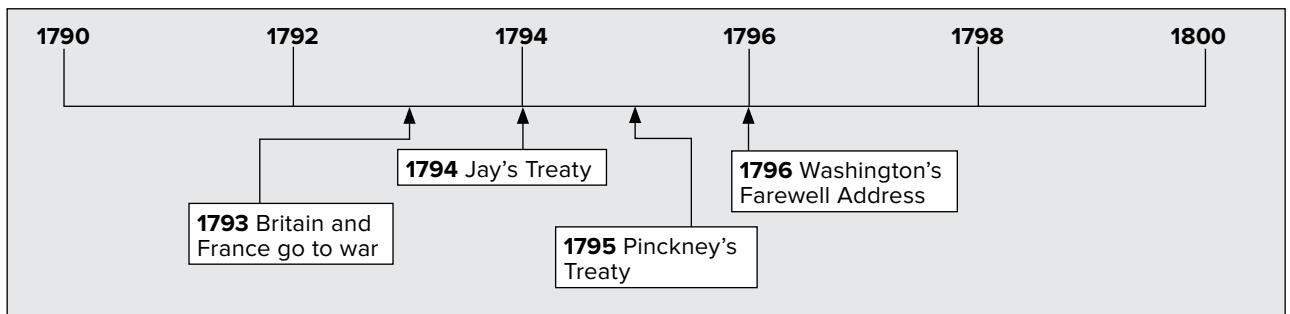 1790 1792 1794 1796 1798 1800
1793 Britain and
France go to war
1794 Jay's Treaty
1795 Pinckney's
Treaty
1796 Washington's
Farewell Address